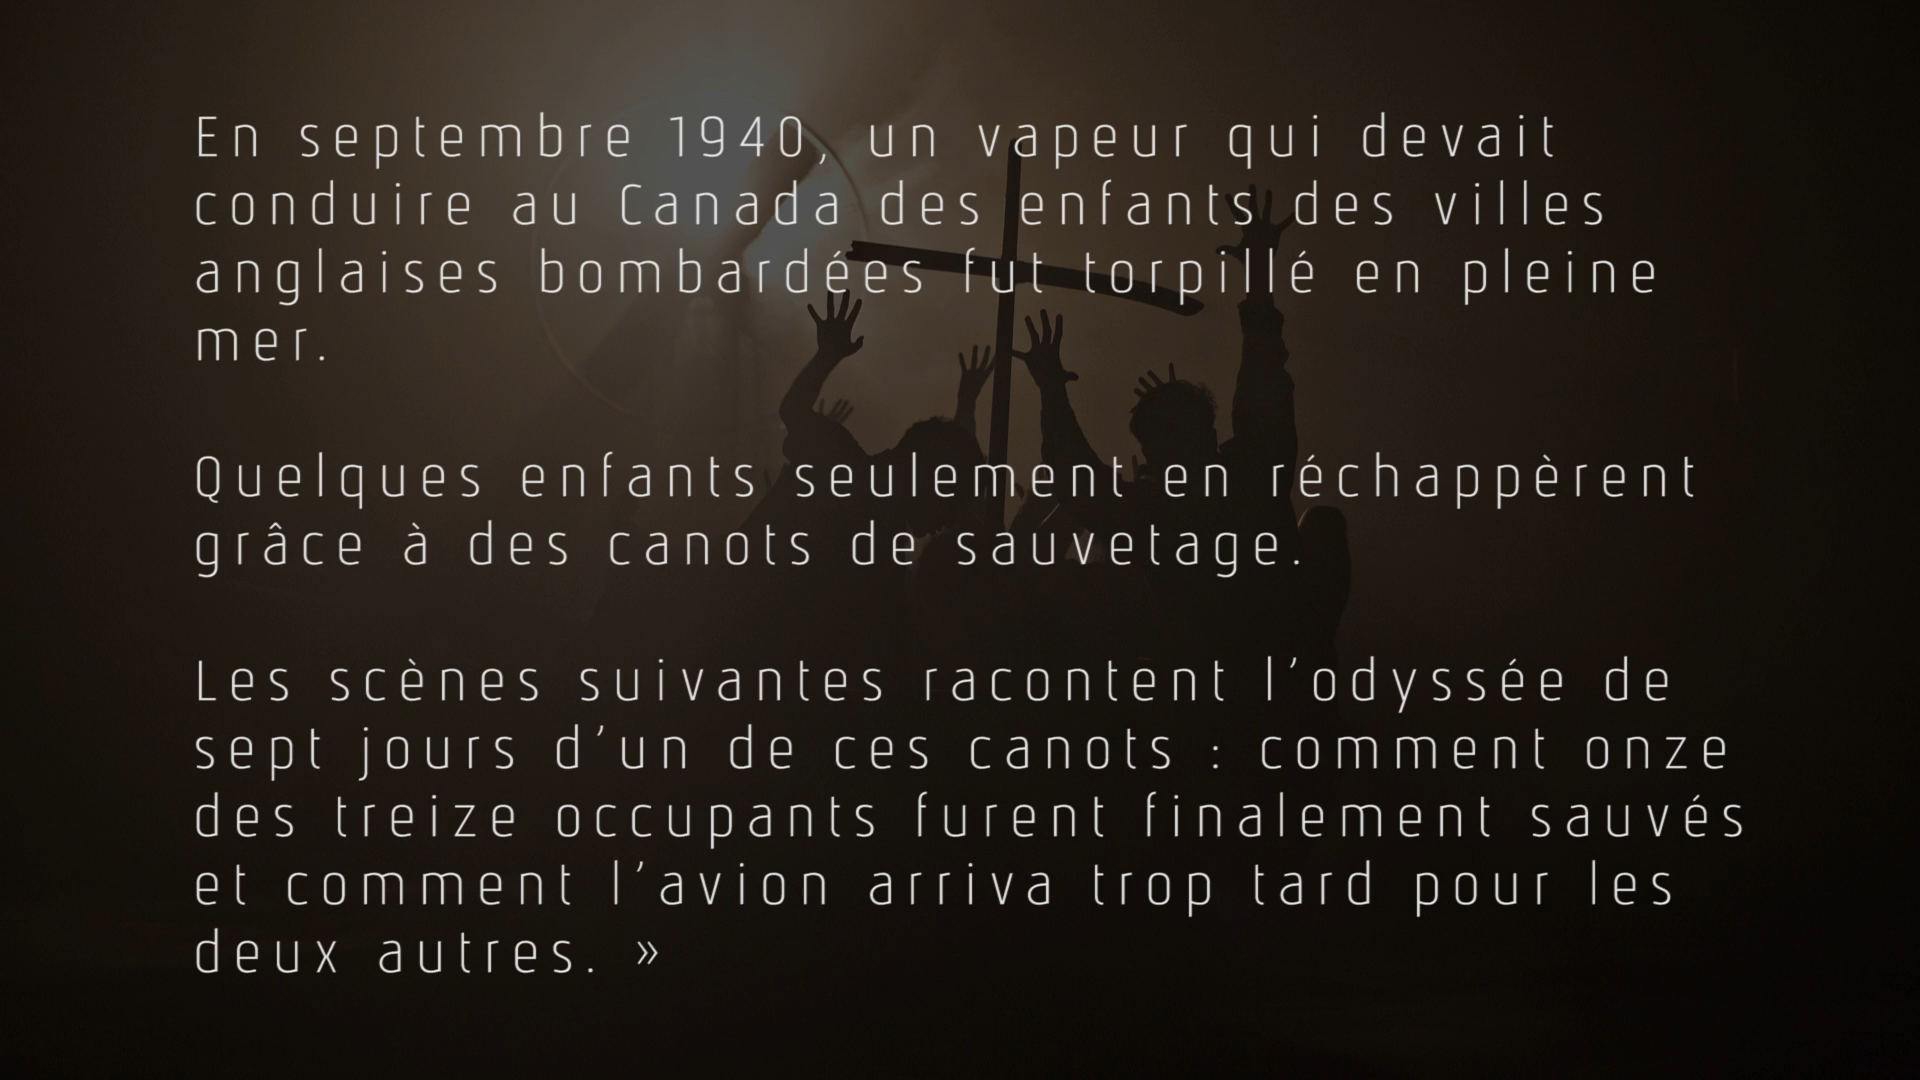 En septembre 1940, un vapeur qui devait
conduire au Canada des enfants des villes
anglaises bombardées fut torpillé en pleine
mer.
Quelques enfants seulement en réchappèrent
grâce à des canots de sauvetage.
Les scènes suivantes racontent l’odyssée de
sept jours d’un de ces canots : comment onze
des treize occupants furent finalement sauvés
et comment l’avion arriva trop tard pour les
deux autres. »